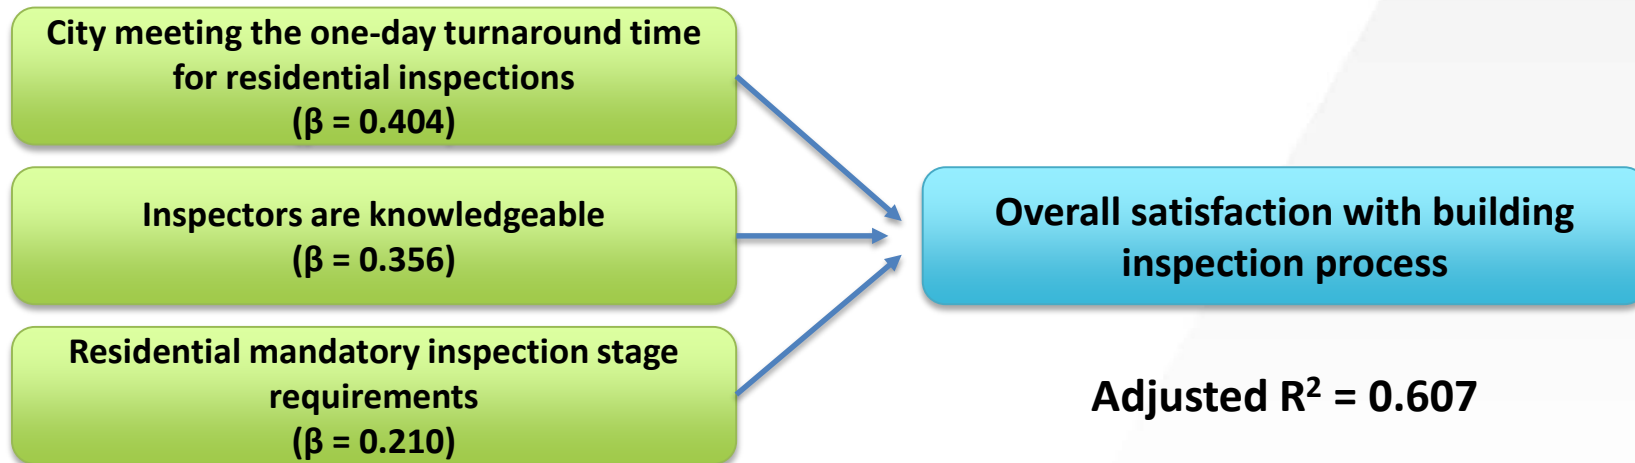 City meeting the one-day turnaround time
for residential inspections
(β = 0.404)
Inspectors are knowledgeable
(β = 0.356)
Residential mandatory inspection stage
requirements
(β = 0.210)
Overall satisfaction with building
inspection process
Adjusted R² = 0.607